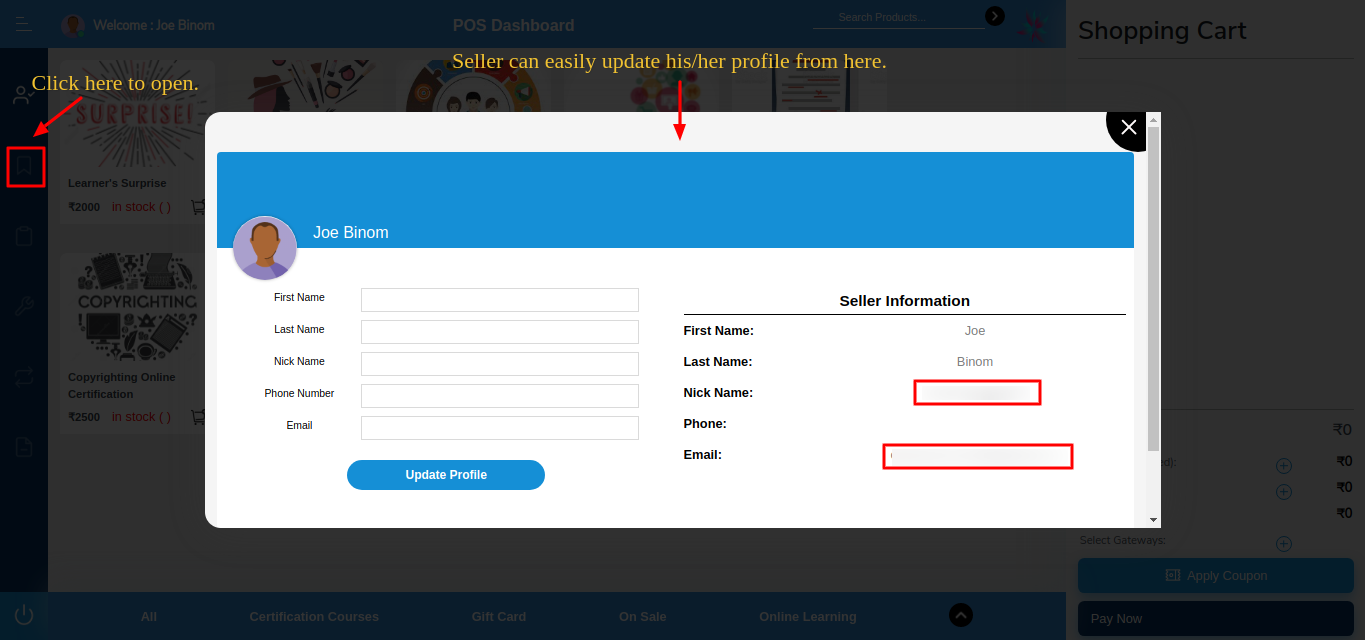 Welcome : Joe Binom
POS Dashboard
Search Products...
Shopping Cart
Seller can easily update his/her profile from here.
Click here to open.
SURPRISE!
Learner's Surprise
₹2000 in stock ( )
COPYRIGHTING
Copyrighting Online
Certification
₹2500 in stock ( )
Joe Binom
First Name
Last Name
Nick Name
Phone Number
Email
Update Profile
Seller Information
First Name: Joe
Last Name: Binom
Nick Name:
Phone:
Email:
₹0
ed): ₹0
₹0
₹0
Select Gateways:
Apply Coupon
Pay Now
All Certification Courses Gift Card On Sale Online Learning